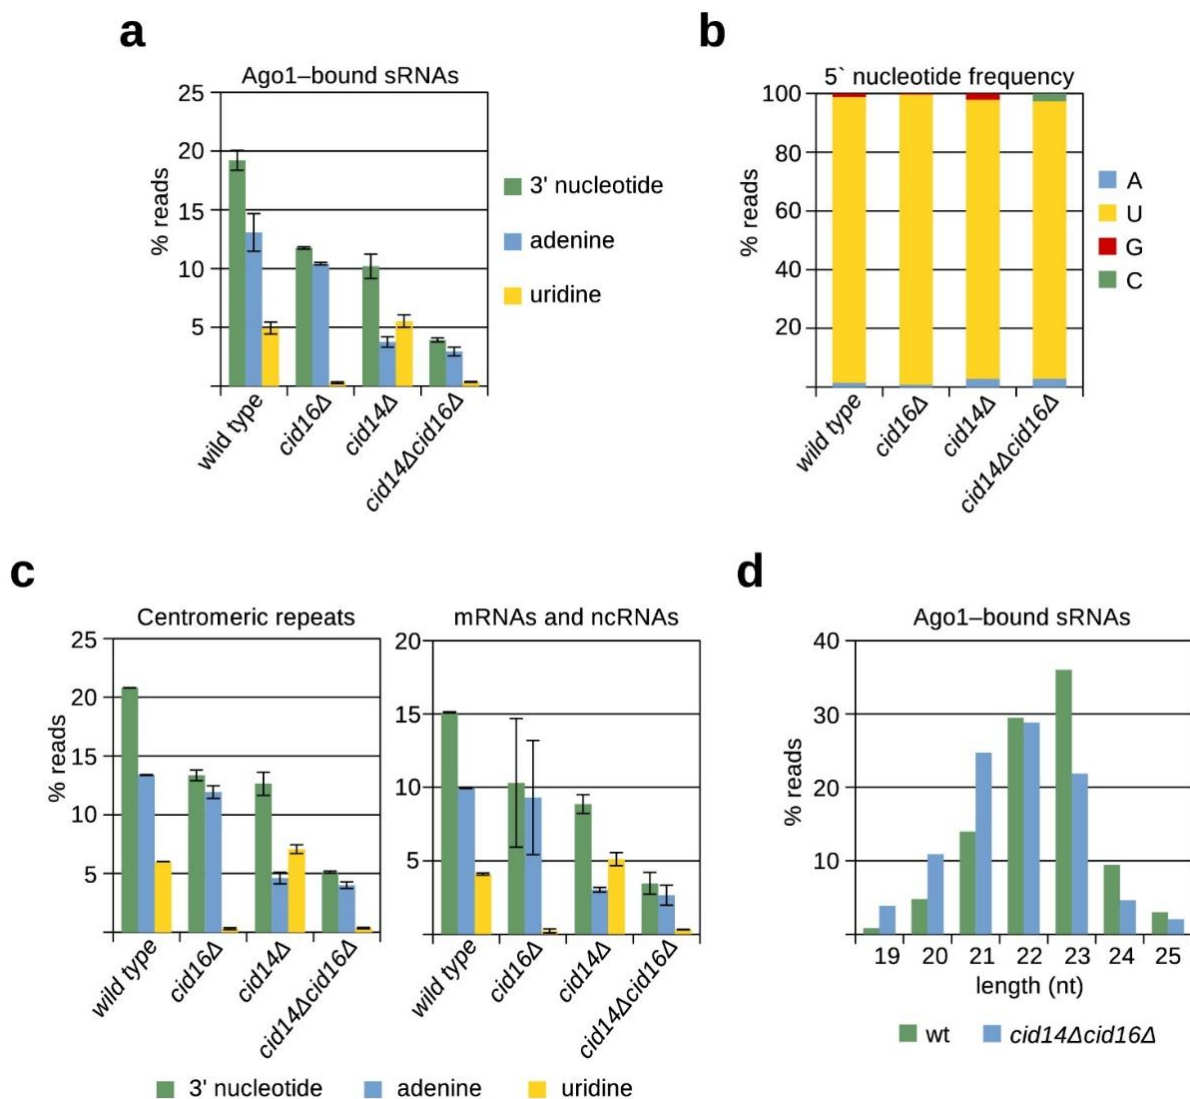 a
Ago1–bound sRNAs
25
20
15
10
5
% reads
wild type
cid16Δ
cid14Δ
cid14Δcid16Δ
3' nucleotide
adenine
uridine
b
5` nucleotide frequency
100
80
60
40
20
% reads
wild type
cid16Δ
cid14Δ
cid14Δcid16Δ
A
U
G
C
c
Centromeric repeats
25
20
15
10
5
% reads
wild type
cid16Δ
cid14Δ
cid14Δcid16Δ
mRNAs and ncRNAs
20
15
10
5
wild type
cid16Δ
cid14Δ
cid14Δcid16Δ
3' nucleotide
adenine
uridine
d
Ago1–bound sRNAs
40
30
20
10
% reads
19 20 21 22 23 24 25
length (nt)
wt
cid14Δcid16Δ